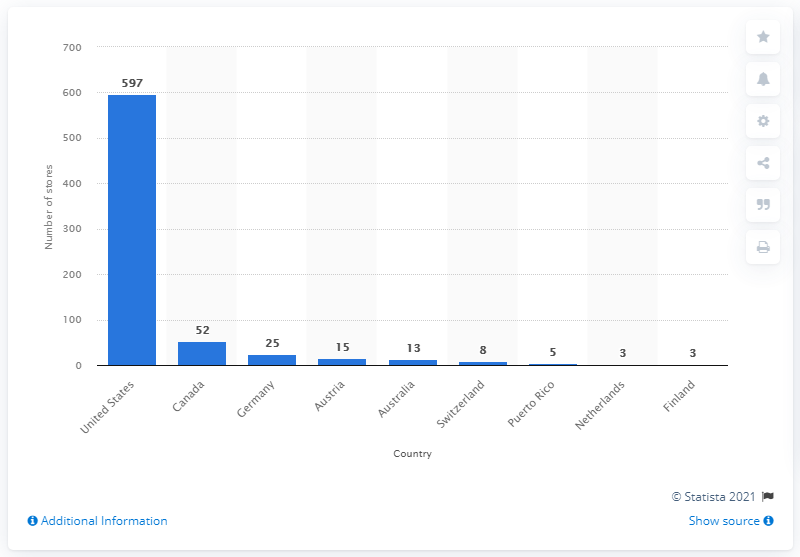 700
600
500
400
300
200
100
0
Number of stores
597
52
25
15
13
8
5
3
3
United States
Canada
Germany
Austria
Australia
Switzerland
Puerto Rico
Netherlands
Finland
Country
© Statista 2021
Additional Information
Show source